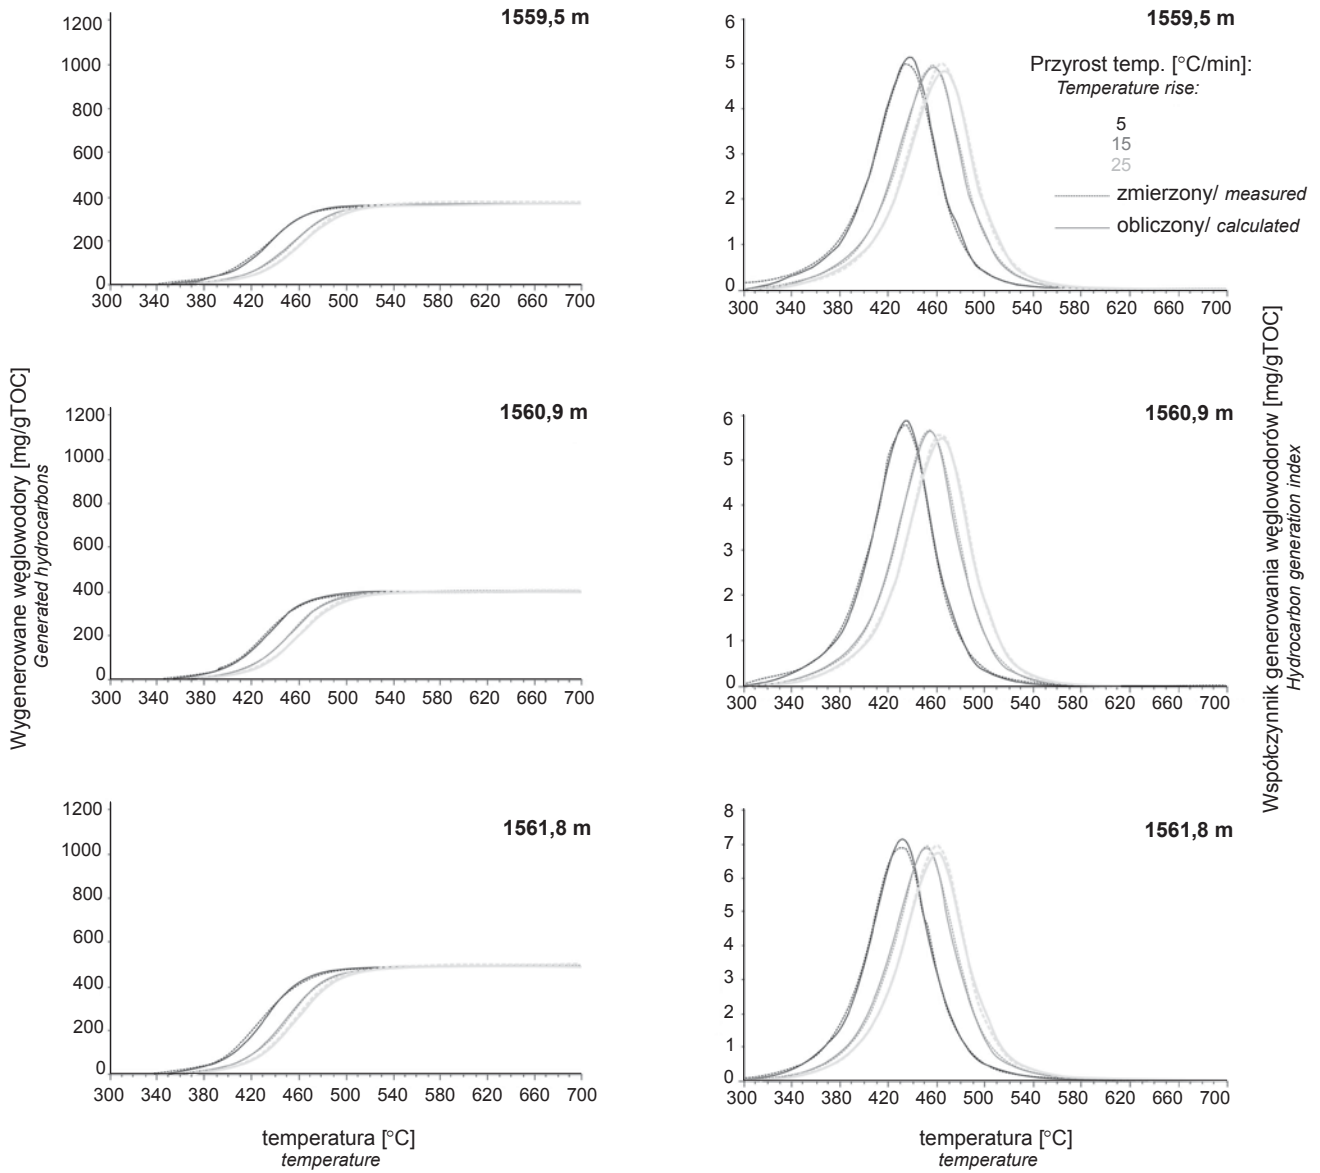 1559,5 m
1200
1000
800
600
400
200
0
300 340 380 420 460 500 540 580 620 660 700
1559,5 m
6
5
4
3
2
1
0
300 340 380 420 460 500 540 580 620 660 700
Przyrost temp. [°C/min]:
Temperature rise:
5
15
25
zmierzony/ measured
obliczony/ calculated
Wygenerowane węglowodory [mg/gTOC]
Generated hydrocarbons
1560,9 m
1200
1000
800
600
400
200
0
300 340 380 420 460 500 540 580 620 660 700
1560,9 m
6
5
4
3
2
1
0
300 340 380 420 460 500 540 580 620 660 700
Współczynnik generowania węglowodorów [mg/gTOC]
Hydrocarbon generation index
1561,8 m
1200
1000
800
600
400
200
0
300 340 380 420 460 500 540 580 620 660 700
temperatura [°C]
temperature
1561,8 m
8
7
6
5
4
3
2
1
0
300 340 380 420 460 500 540 580 620 660 700
temperatura [°C]
temperature